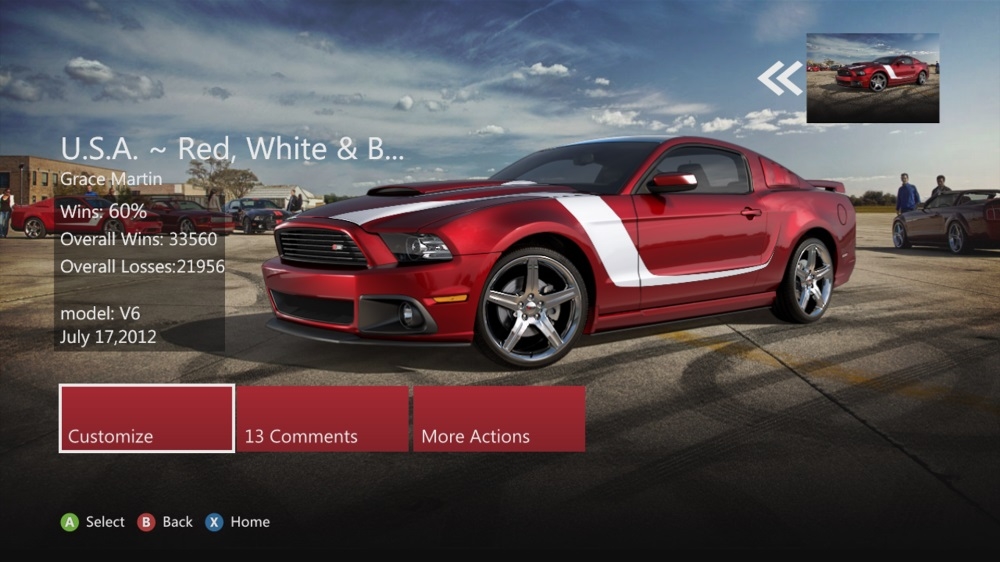 U.S.A. ~ Red, White & B...
Grace Martin
Wins: 60%
Overall Wins: 33560
Overall Losses:21956
model: V6
July 17,2012
Customize
13 Comments
More Actions
A Select B Back X Home